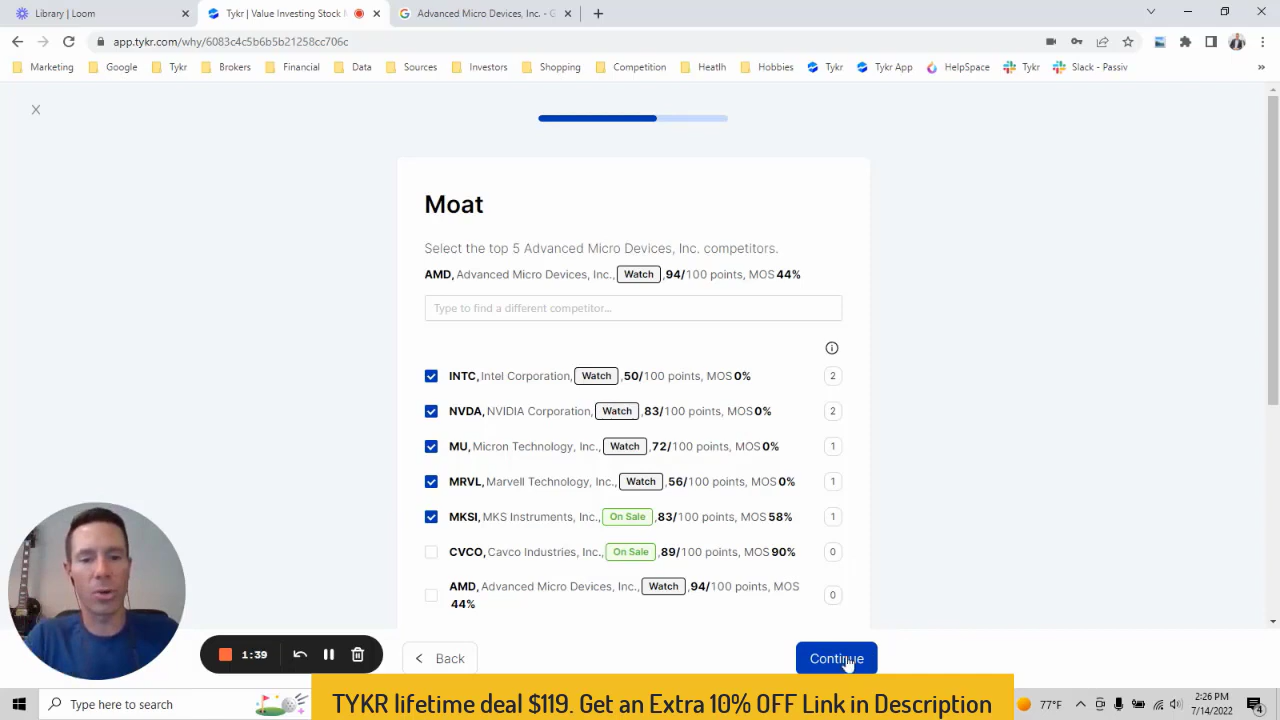 Library | Loom
Tykr | Value Investing Stock
Advanced Micro Devices, Inc. - G
app.tykr.com/why/6083c4c5b6b5b21258cc706c
Marketing
Google
Tykr
Brokers
Financial
Data
Sources
Investors
Shopping
Competition
Heatlh
Hobbies
Tykr
Tykr App
HelpSpace
Tykr
Slack - Passiv
»
Moat
Select the top 5 Advanced Micro Devices, Inc. competitors.
AMD, Advanced Micro Devices, Inc., Watch ,94/100 points, MOS 44%
Type to find a different competitor...
INTC, Intel Corporation, Watch ,50/100 points, MOS 0% 2
NVDA, NVIDIA Corporation, Watch ,83/100 points, MOS 0% 2
MU, Micron Technology, Inc., Watch ,72/100 points, MOS 0% 1
MRVL, Marvell Technology, Inc., Watch ,56/100 points, MOS 0% 1
MKSI, MKS Instruments, Inc., On Sale ,83/100 points, MOS 58% 1
CVCO, Cavco Industries, Inc., On Sale ,89/100 points, MOS 90% 0
AMD, Advanced Micro Devices, Inc., Watch ,94/100 points, MOS
44% 0
1:39
Back
Continue
Type here to search
TYKR lifetime deal $119. Get an Extra 10% OFF Link in Description
77°F
2:26 PM
7/14/2022
4